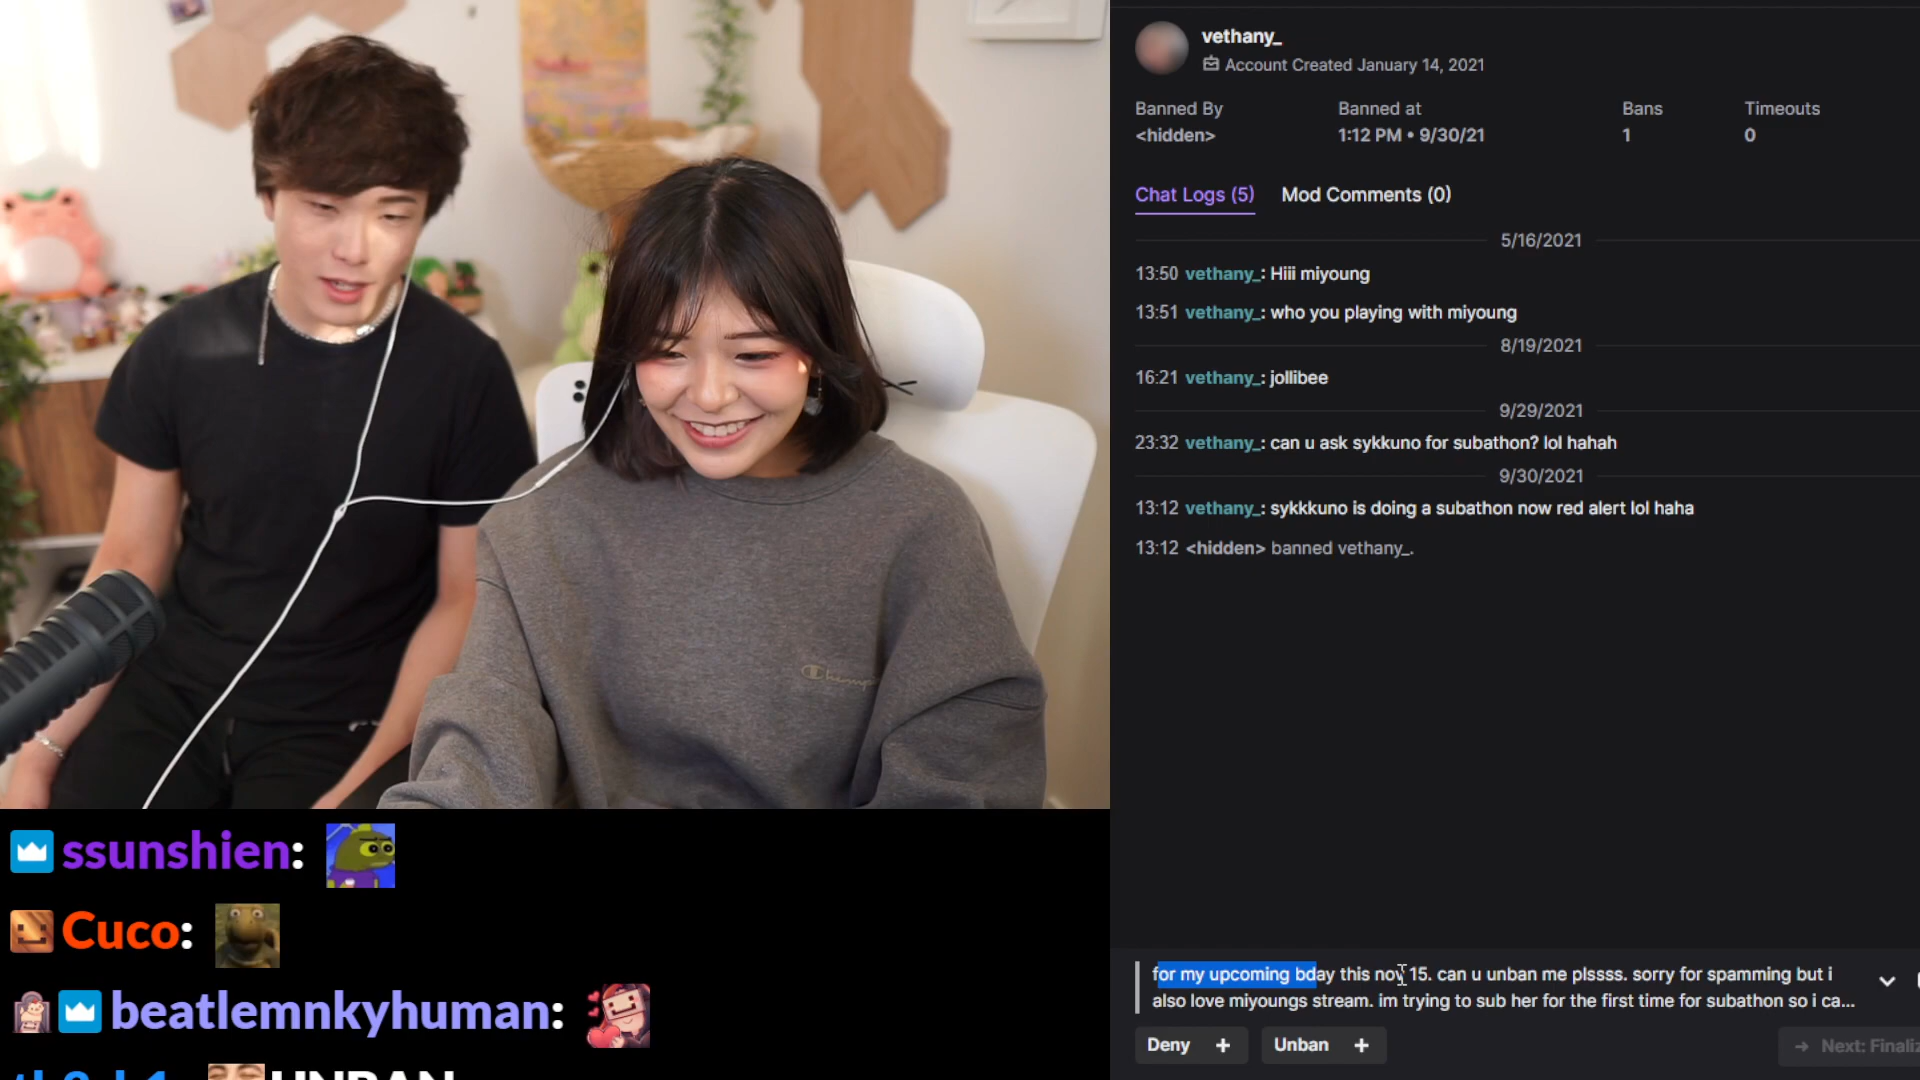 vethany_
Account Created January 14, 2021
Banned By
Banned at
Bans
Timeouts
<hidden>
1:12 PM • 9/30/21
1
0
Chat Logs (5)
Mod Comments (0)
5/16/2021
13:50 vethany_: Hiii miyoung
13:51 vethany_: who you playing with miyoung
8/19/2021
16:21 vethany_: jollibee
9/29/2021
23:32 vethany_: can u ask sykkuno for subathon? lol hahah
9/30/2021
13:12 vethany_: sykkkuno is doing a subathon now red alert lol haha
13:12 <hidden> banned vethany_.
for my upcoming bday this nov 15. can u unban me plssss. sorry for spamming but i
also love miyoungs stream. im trying to sub her for the first time for subathon so i ca...
Deny +
Unban +
Next: Finaliz
Champ
ssunshien:
Cuco:
beatlemnkyhuman:
UNBAN